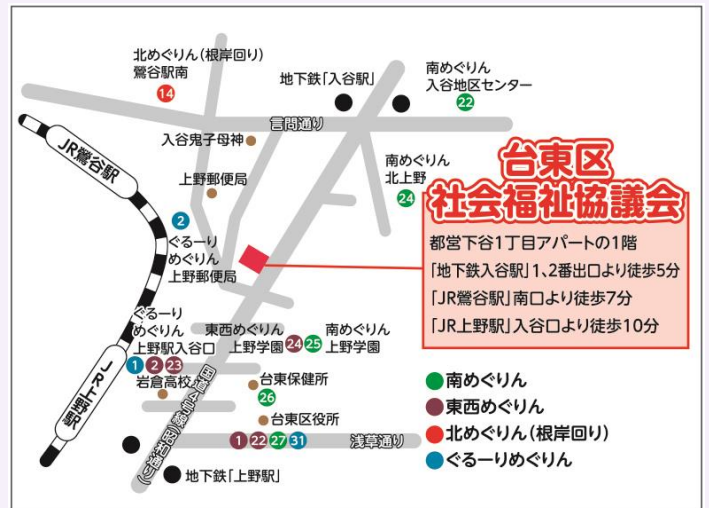 北めぐりん(根岸回り)
鶯谷駅南
14
地下鉄「入谷駅」
南めぐりん
入谷地区センター
22
言問通り
JR鶯谷駅
入谷鬼子母神
上野郵便局
南めぐりん
北上野
24
台東区
社会福祉協議会
都営下谷1丁目アパートの1階
「地下鉄入谷駅」1、2番出口より徒歩5分
「JR鶯谷駅」南口より徒歩7分
「JR上野駅」入谷口より徒歩10分
2
ぐるーり
めぐりん
上野郵便局
ぐるーり
めぐりん
上野駅入谷口
1 2 23
東西めぐりん
上野学園
24 25
南めぐりん
上野学園
岩倉高校
台東保健所
26
JR上野駅
台東区役所
1 22 27 31
浅草通り
地下鉄「上野駅」
南めぐりん
東西めぐりん
北めぐりん(根岸回り)
ぐるーりめぐりん